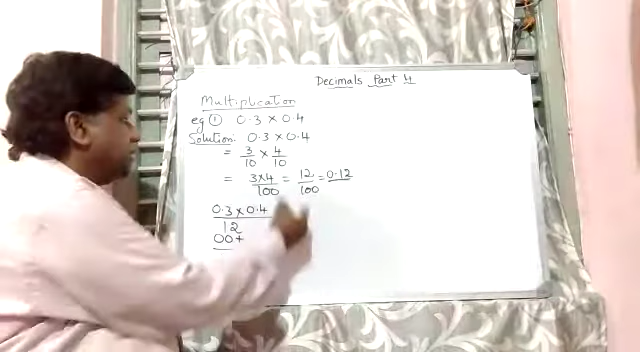 Decimals Part 4
Multiplication
eg ① 0.3 × 0.4
Solution: 0.3 × 0.4
= 3/10 × 4/10
= 3×4/100 = 12/100 = 0.12
0.3 × 0.4
12
00+